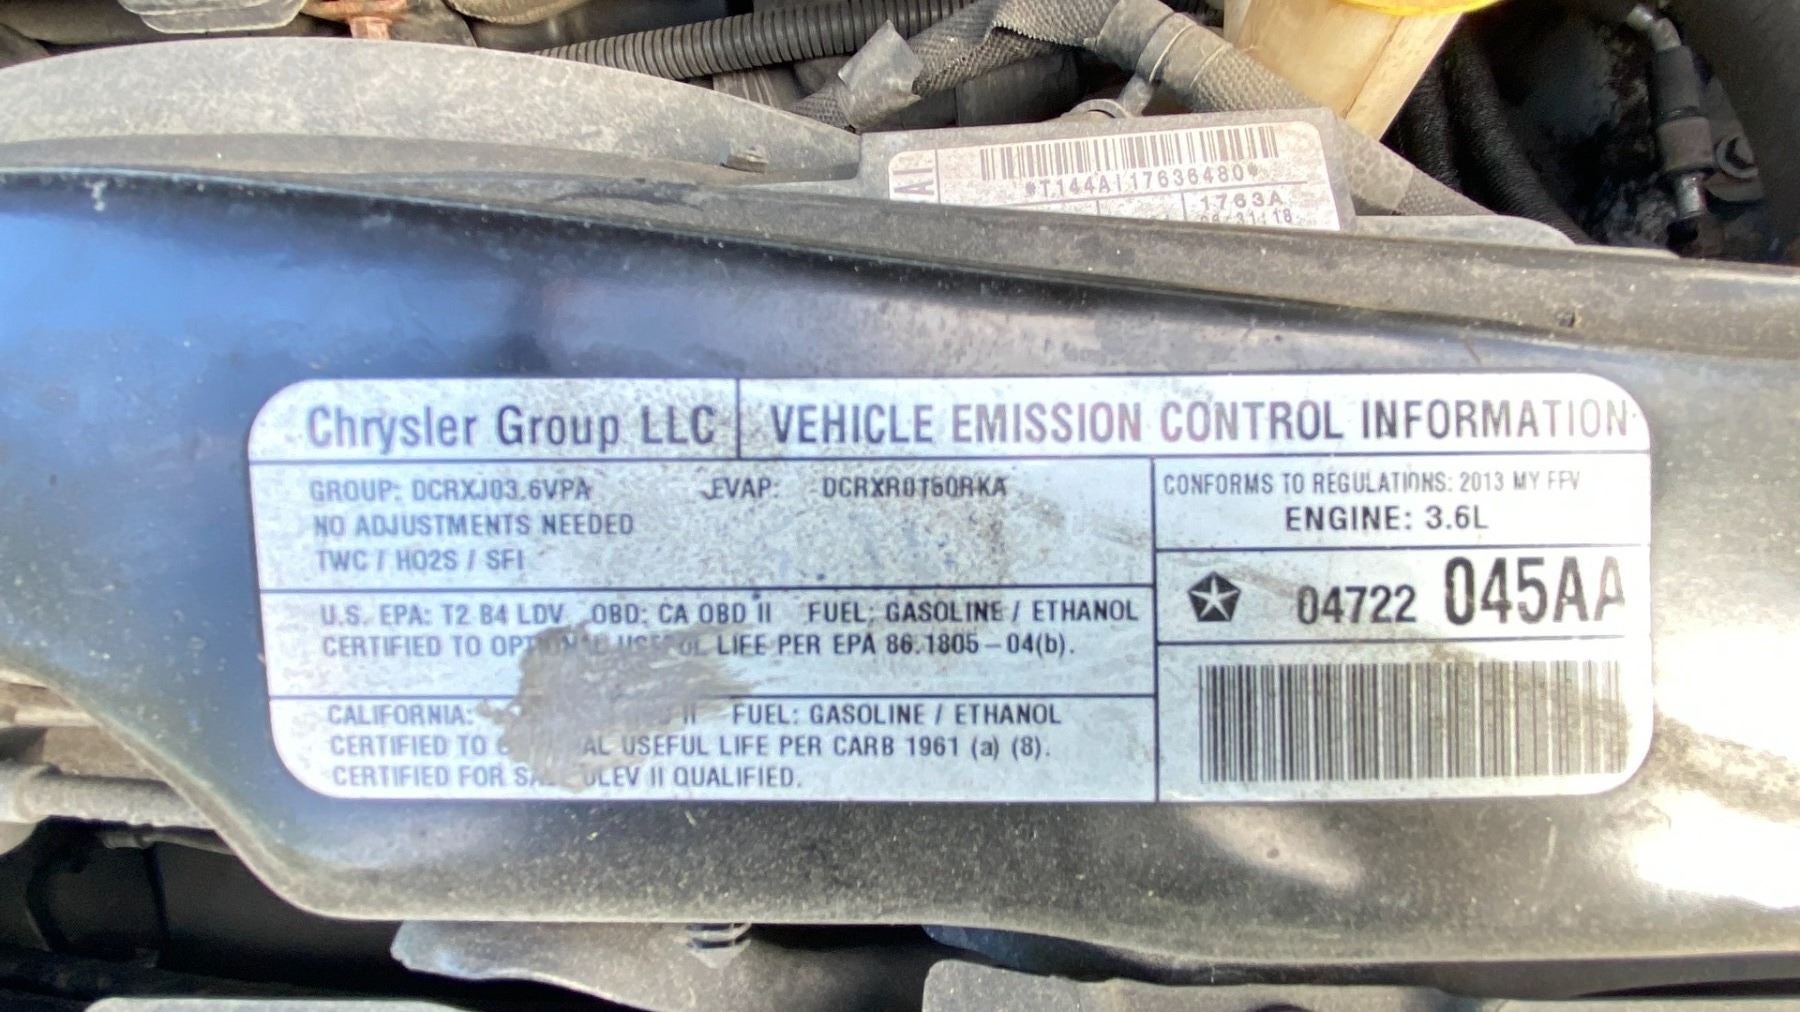 *T144A117636480*
1763A
Chrysler Group LLC
VEHICLE EMISSION CONTROL INFORMATION
GROUP: DCRXJ03.6VPA EVAP: DCRXR0160RKA
NO ADJUSTMENTS NEEDED
TWC / HO2S / SFI
CONFORMS TO REGULATIONS: 2013 MY FFV
ENGINE: 3.6L
04722 045AA
U.S. EPA: T2 B4 LDV OBD: CA OBD II FUEL: GASOLINE / ETHANOL
CERTIFIED TO LIFE PER EPA 86.1805-04(b).
CALIFORNIA: II FUEL: GASOLINE / ETHANOL
CERTIFIED TO USEFUL LIFE PER CARB 1961 (a) (8).
CERTIFIED FOR II QUALIFIED.